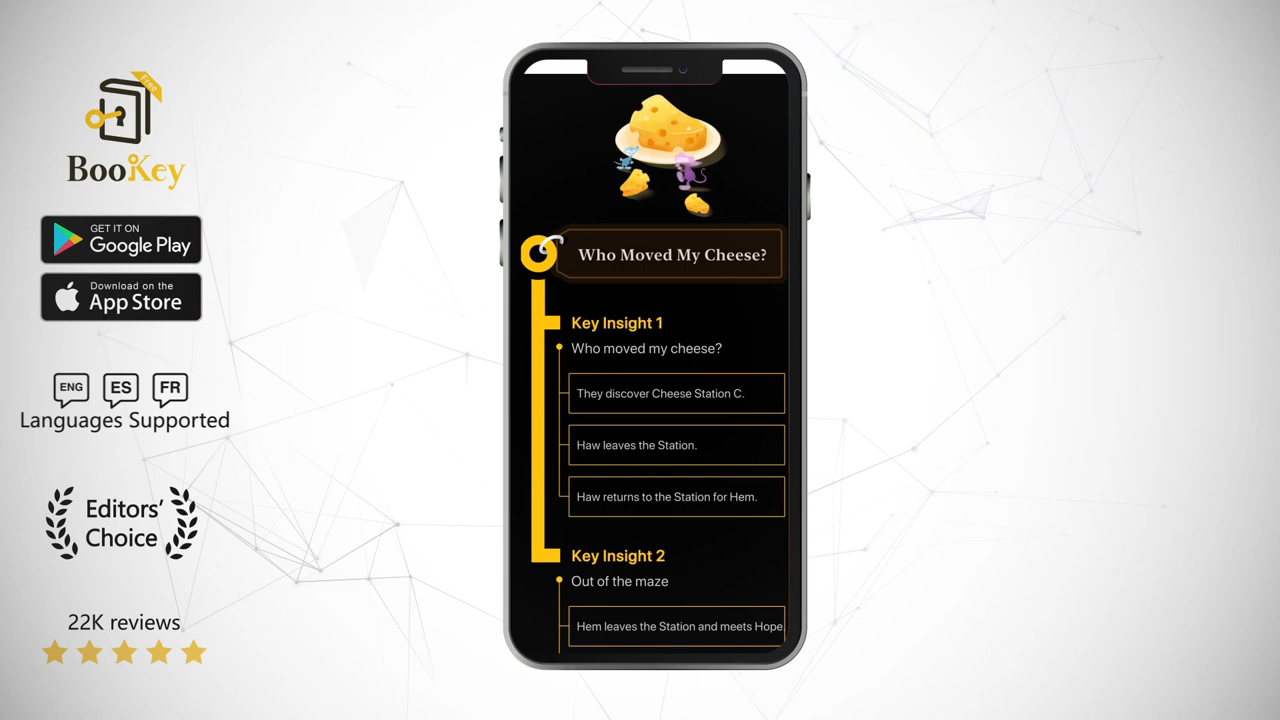 Free
BooKey
GET IT ON
Google Play
Download on the
App Store
ENG ES FR
Languages Supported
Editors’
Choice
22K reviews
Who Moved My Cheese?
Key Insight 1
Who moved my cheese?
They discover Cheese Station C.
Haw leaves the Station.
Haw returns to the Station for Hem.
Key Insight 2
Out of the maze
Hem leaves the Station and meets Hope